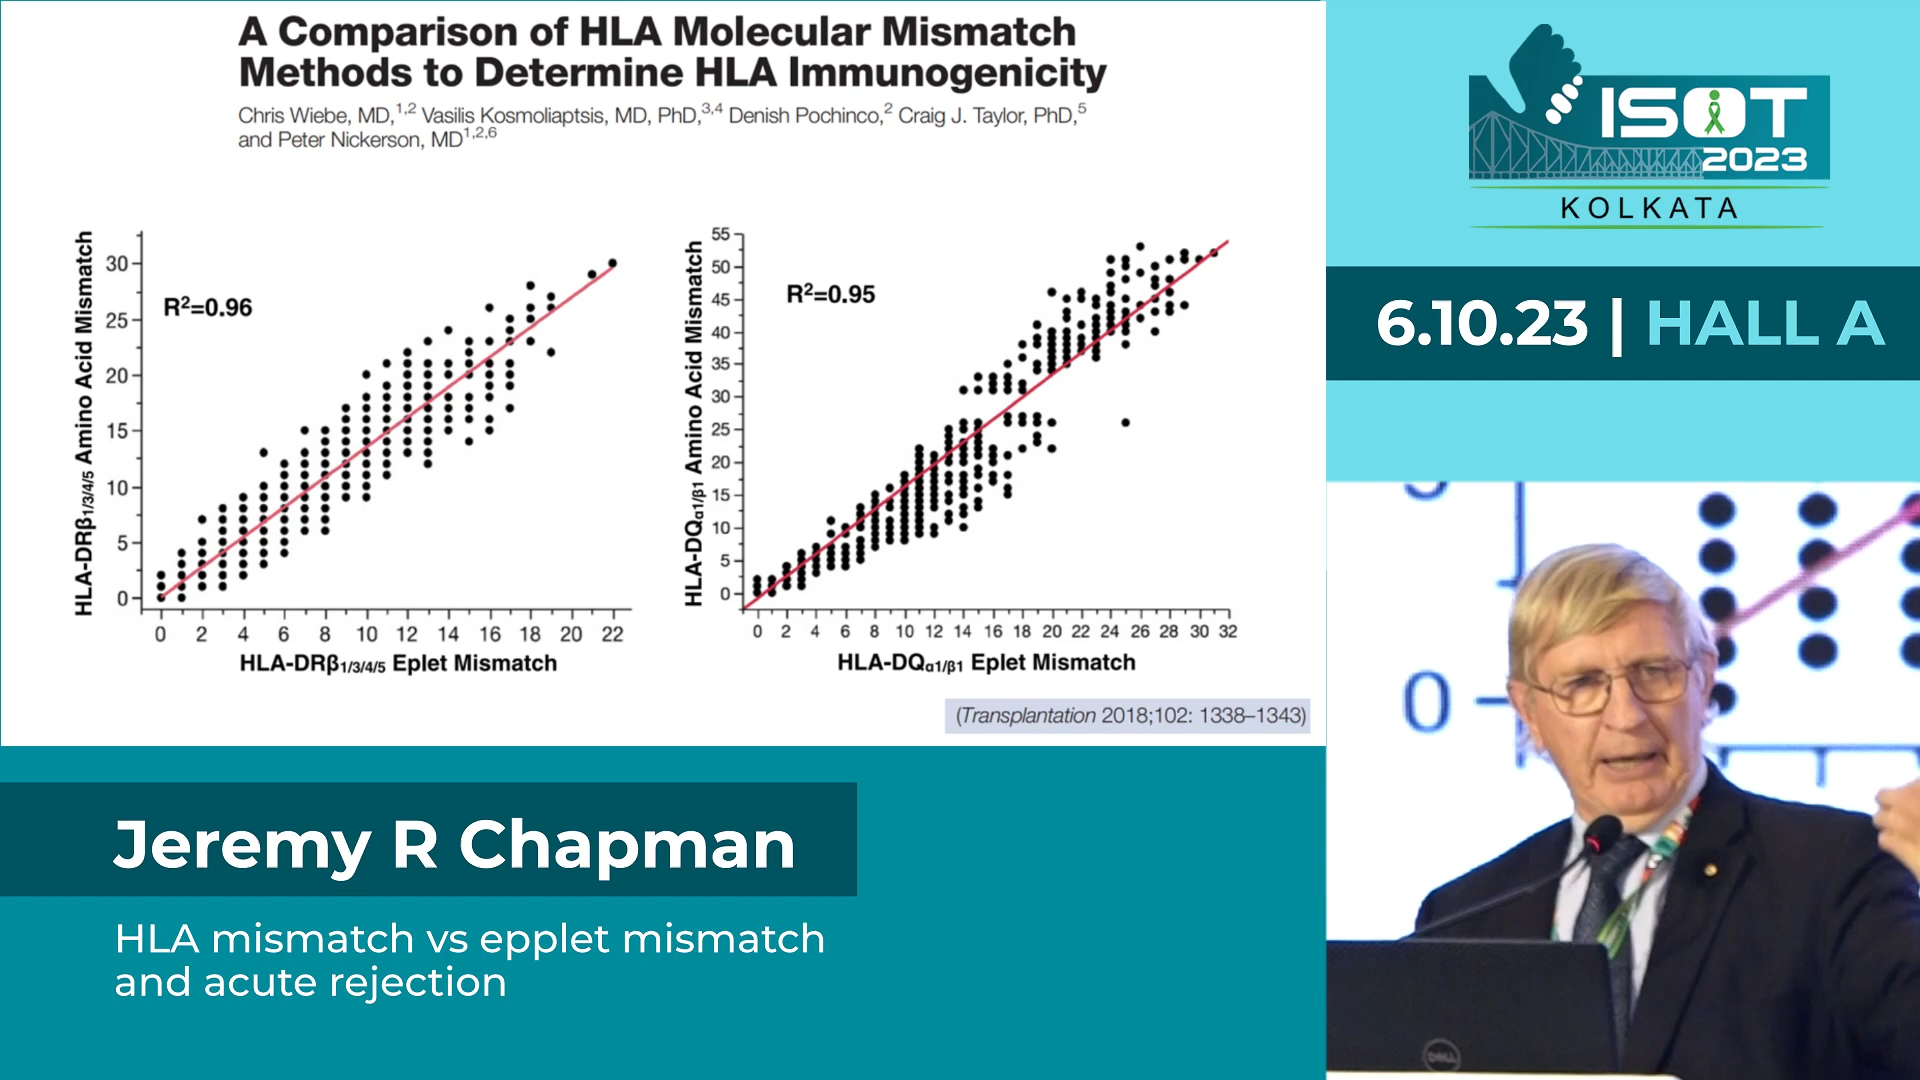 A Comparison of HLA Molecular Mismatch
Methods to Determine HLA Immunogenicity
Chris Wiebe, MD,1,2 Vasilis Kosmoliaptsis, MD, PhD,3,4 Denish Pochinco,2 Craig J. Taylor, PhD,5
and Peter Nickerson, MD1,2,6
HLA-DRβ1/3/4/5 Amino Acid Mismatch
30
25
20
15
10
5
0
R2=0.96
0 2 4 6 8 10 12 14 16 18 20 22
HLA-DRβ1/3/4/5 Eplet Mismatch
HLA-DQα1/β1 Amino Acid Mismatch
55
50
45
40
35
30
25
20
15
10
5
0
R2=0.95
0 2 4 6 8 10 12 14 16 18 20 22 24 26 28 30 32
HLA-DQα1/β1 Eplet Mismatch
(Transplantation 2018;102: 1338–1343)
Jeremy R Chapman
HLA mismatch vs epplet mismatch
and acute rejection
ISOT
2023
KOLKATA
6.10.23 | HALL A
0
DELL